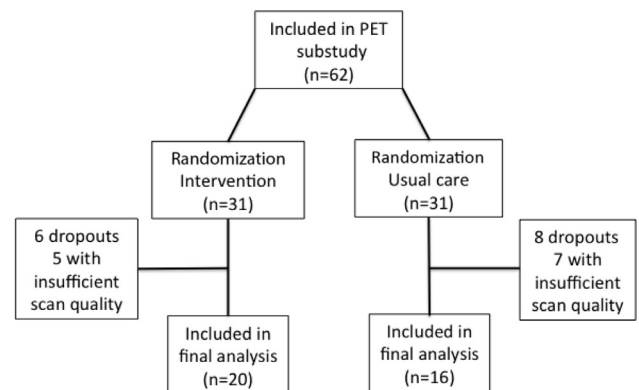 Included in PET
substudy
(n=62)
Randomization
Intervention
(n=31)
Randomization
Usual care
(n=31)
6 dropouts
5 with
insufficient
scan quality
8 dropouts
7 with
insufficient
scan quality
Included in
final analysis
(n=20)
Included in
final analysis
(n=16)